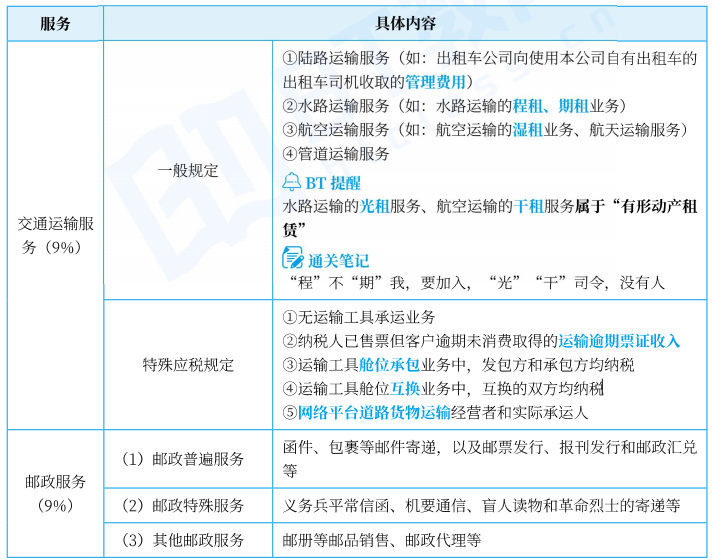 服务 具体内容
交通运输服
务（9%）
一般规定
①陆路运输服务（如：出租车公司向使用本公司自有出租车的
出租车司机收取的管理费用）
②水路运输服务（如：水路运输的程租、期租业务）
③航空运输服务（如：航空运输的湿租业务、航天运输服务）
④管道运输服务
BT 提醒
水路运输的光租服务、航空运输的干租服务属于“有形动产租
赁”
通关笔记
“程”不“期”我，要加入，“光”“干”司令，没有人
特殊应税规定
①无运输工具承运业务
②纳税人已售票但客户逾期未消费取得的运输逾期票证收入
③运输工具舱位承包业务中，发包方和承包方均纳税
④运输工具舱位互换业务中，互换的双方均纳税
⑤网络平台道路货物运输经营者和实际承运人
邮政服务
（9%）
（1）邮政普遍服务
函件、包裹等邮件寄递，以及邮票发行、报刊发行和邮政汇兑
等
（2）邮政特殊服务
义务兵平常信函、机要通信、盲人读物和革命烈士的寄递等
（3）其他邮政服务
邮册等邮品销售、邮政代理等